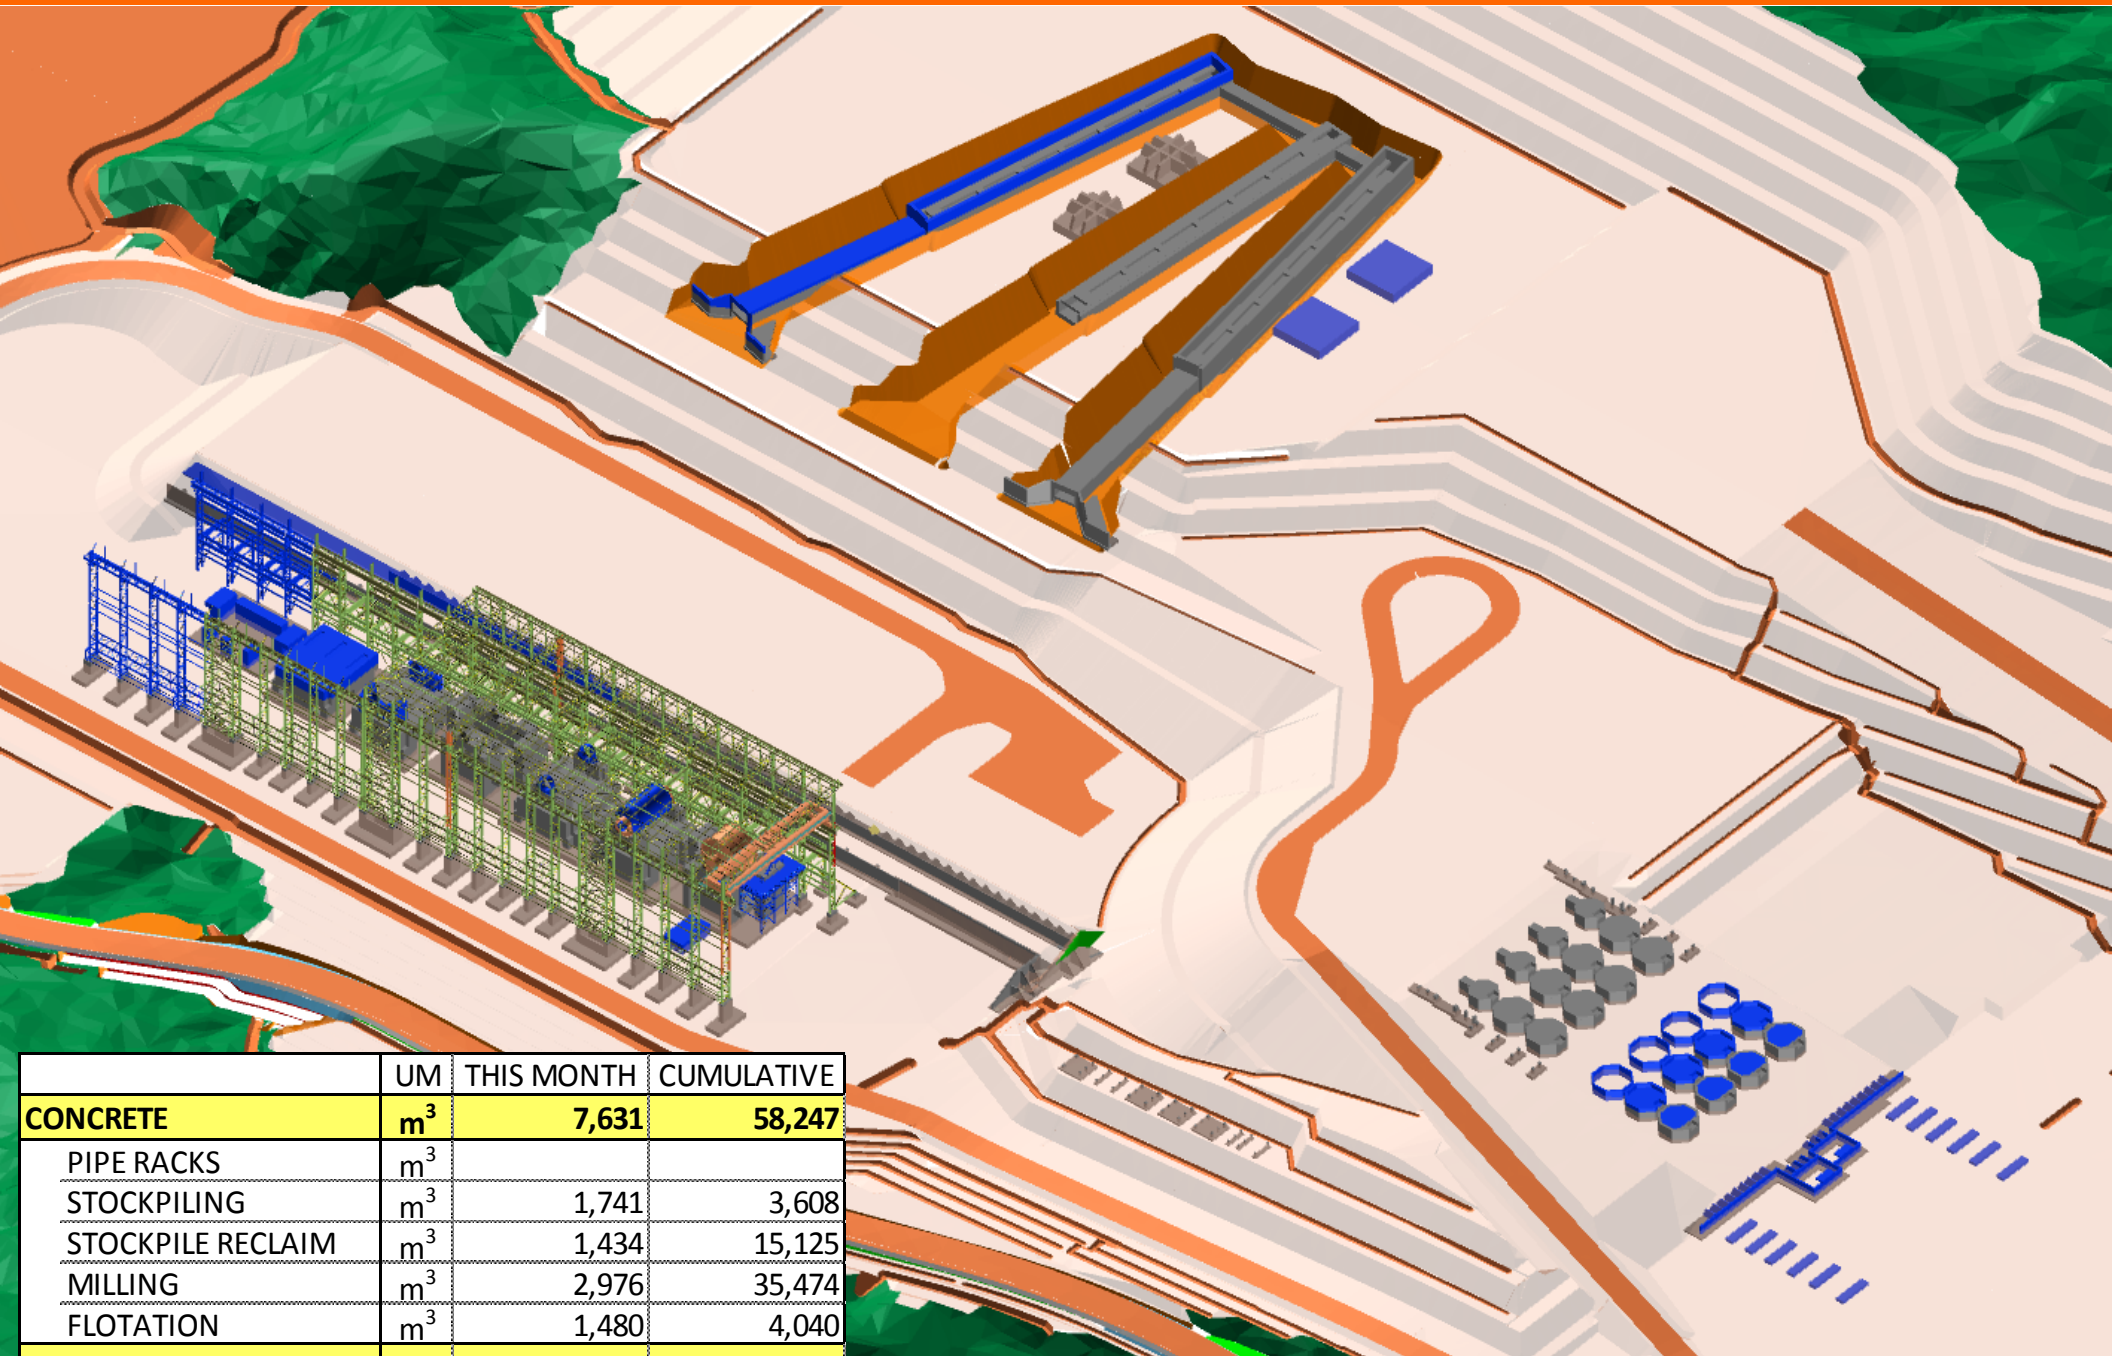 UM THIS MONTH CUMULATIVE
CONCRETE m³ 7,631 58,247
PIPE RACKS m³
STOCKPILING m³ 1,741 3,608
STOCKPILE RECLAIM m³ 1,434 15,125
MILLING m³ 2,976 35,474
FLOTATION m³ 1,480 4,040